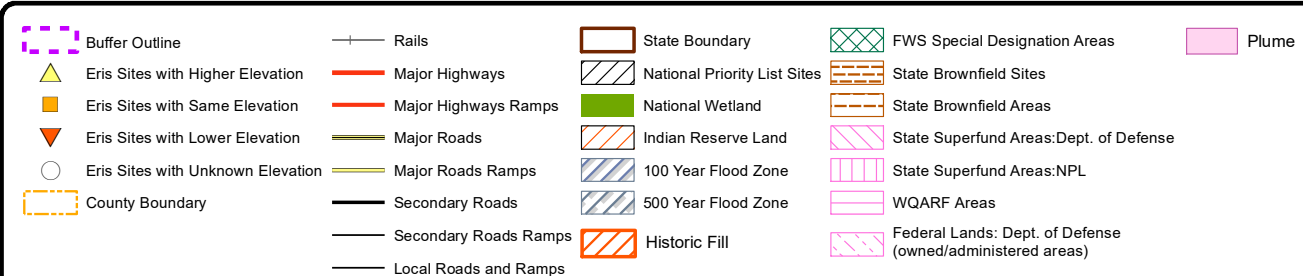 Buffer Outline
Eris Sites with Higher Elevation
Eris Sites with Same Elevation
Eris Sites with Lower Elevation
Eris Sites with Unknown Elevation
County Boundary
Rails
Major Highways
Major Highways Ramps
Major Roads
Major Roads Ramps
Secondary Roads
Secondary Roads Ramps
Local Roads and Ramps
State Boundary
National Priority List Sites
National Wetland
Indian Reserve Land
100 Year Flood Zone
500 Year Flood Zone
Historic Fill
FWS Special Designation Areas
State Brownfield Sites
State Brownfield Areas
State Superfund Areas:Dept. of Defense
State Superfund Areas:NPL
WQARF Areas
Federal Lands: Dept. of Defense
(owned/administered areas)
Plume